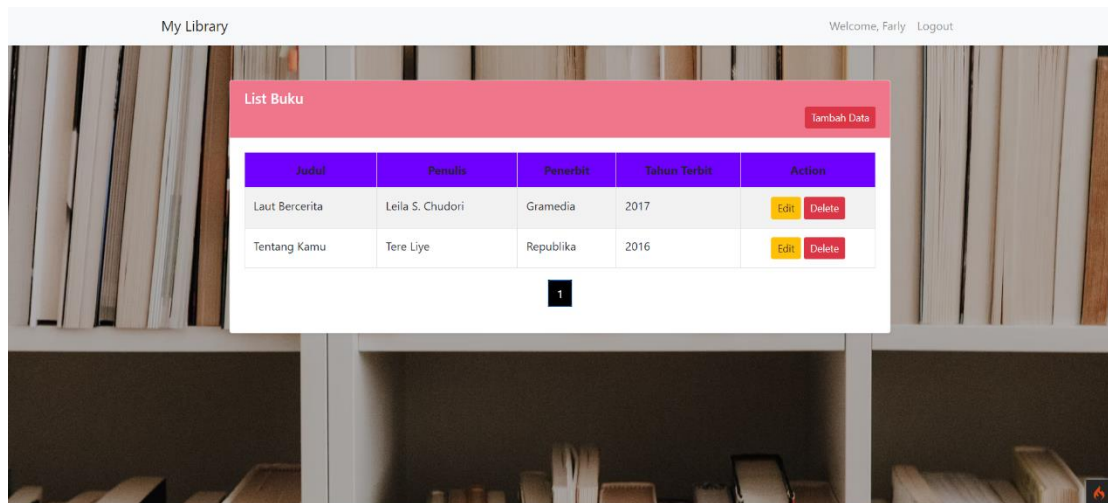 My Library Welcome, Farly Logout
List Buku
Tambah Data
Judul Penulis Penerbit Tahun Terbit Action
Laut Bercerita Leila S. Chudori Gramedia 2017 Edit Delete
Tentang Kamu Tere Liye Republika 2016 Edit Delete
1